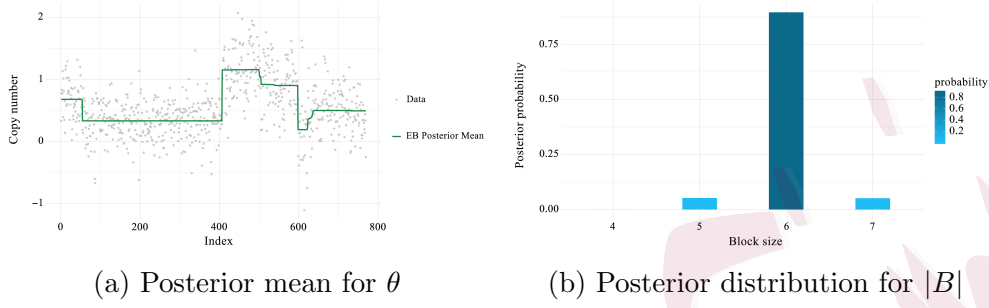 2
1
0
−1
Copy number
0
200
400
600
800
Index
Data
EB Posterior Mean
(a) Posterior mean for θ
0.75
0.50
0.25
0.00
Posterior probability
4
5
6
7
Block size
probability
0.8
0.6
0.4
0.2
(b) Posterior distribution for |B|